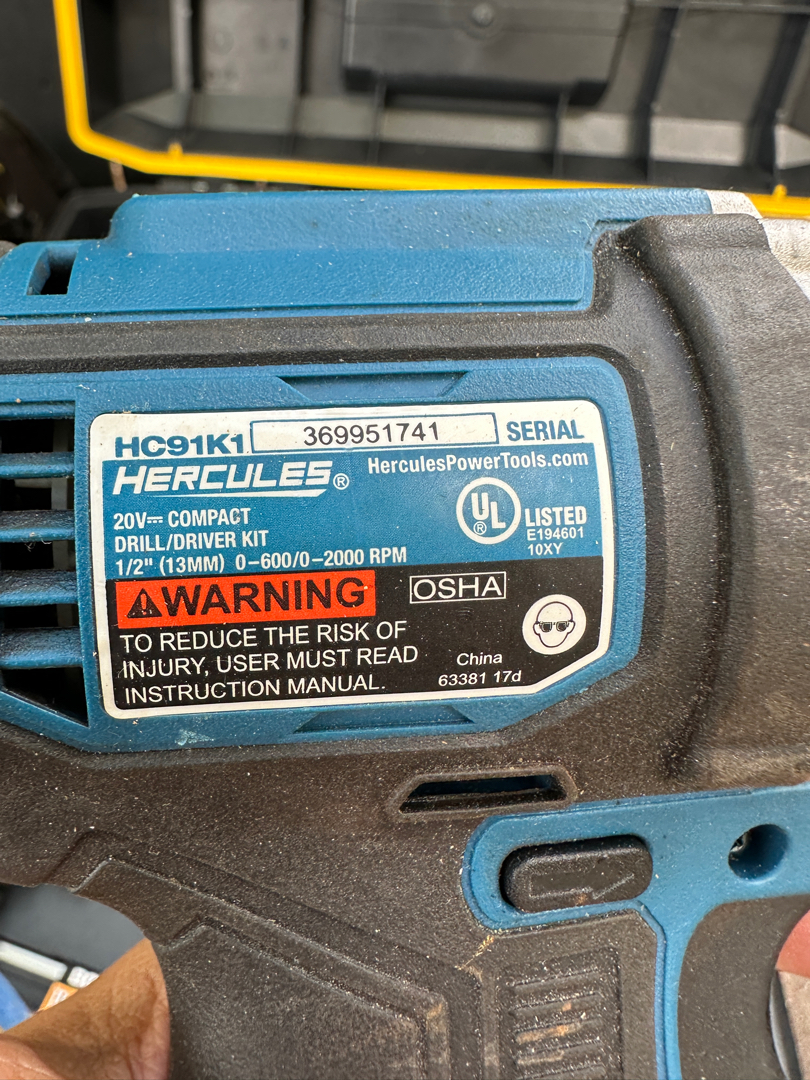 HC91K1 369951741 SERIAL
HERCULES® HerculesPowerTools.com
20V⎓ COMPACT
DRILL/DRIVER KIT
1/2" (13MM) 0-600/0-2000 RPM
UL® LISTED
E194601
10XY
⚠WARNING OSHA
TO REDUCE THE RISK OF
INJURY, USER MUST READ
INSTRUCTION MANUAL.
China
63381 17d